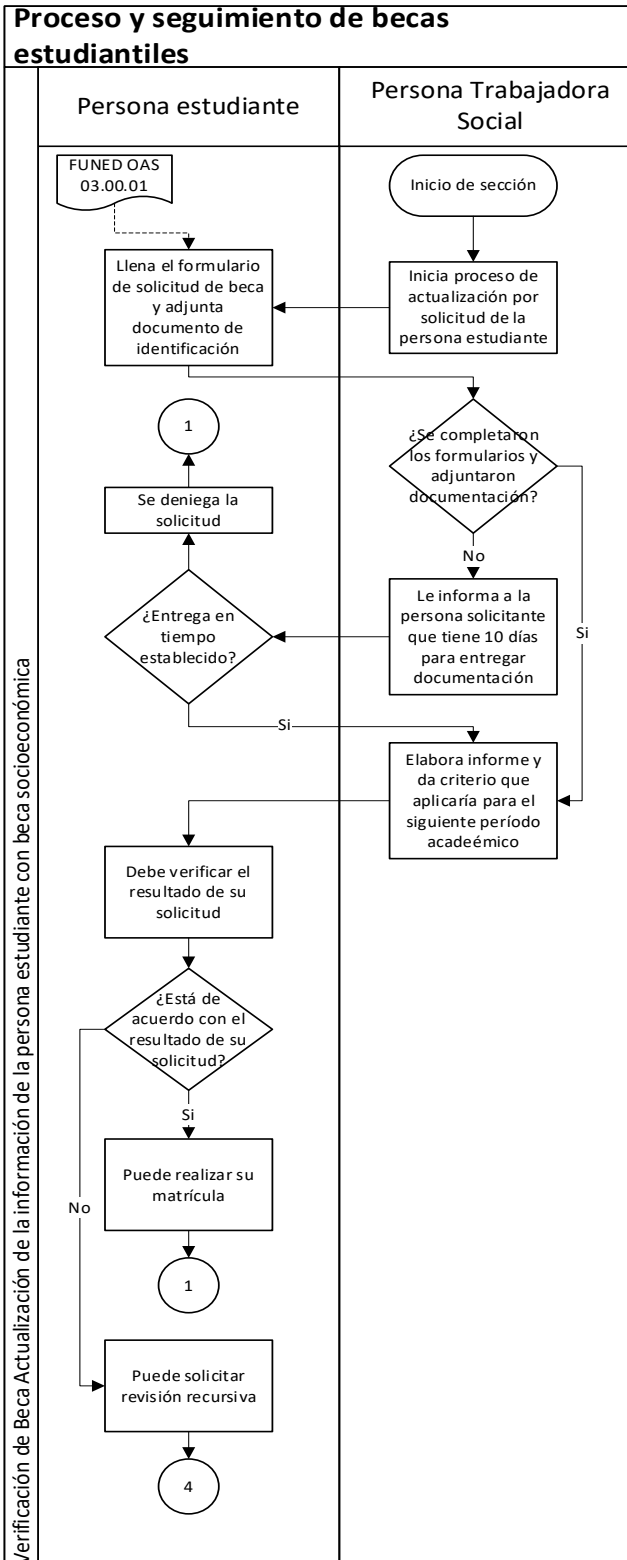 Proceso y seguimiento de becas
estudiantiles
Persona estudiante
Persona Trabajadora
Social
Verificación de Beca Actualización de la información de la persona estudiante con beca socioeconómica
FUNED OAS
03.00.01
Inicio de sección
Llena el formulario
de solicitud de beca
y adjunta
documento de
identificación
Inicia proceso de
actualización por
solicitud de la
persona estudiante
1
¿Se completaron
los formularios y
adjuntaron
documentación?
Se deniega la
solicitud
No
Si
¿Entrega en
tiempo
establecido?
Le informa a la
persona solicitante
que tiene 10 días
para entregar
documentación
Si
Elabora informe y
da criterio que
aplicaría para el
siguiente período
acadeémico
Debe verificar el
resultado de su
solicitud
¿Está de
acuerdo con el
resultado de su
solicitud?
Si
No
Puede realizar su
matrícula
1
Puede solicitar
revisión recursiva
4